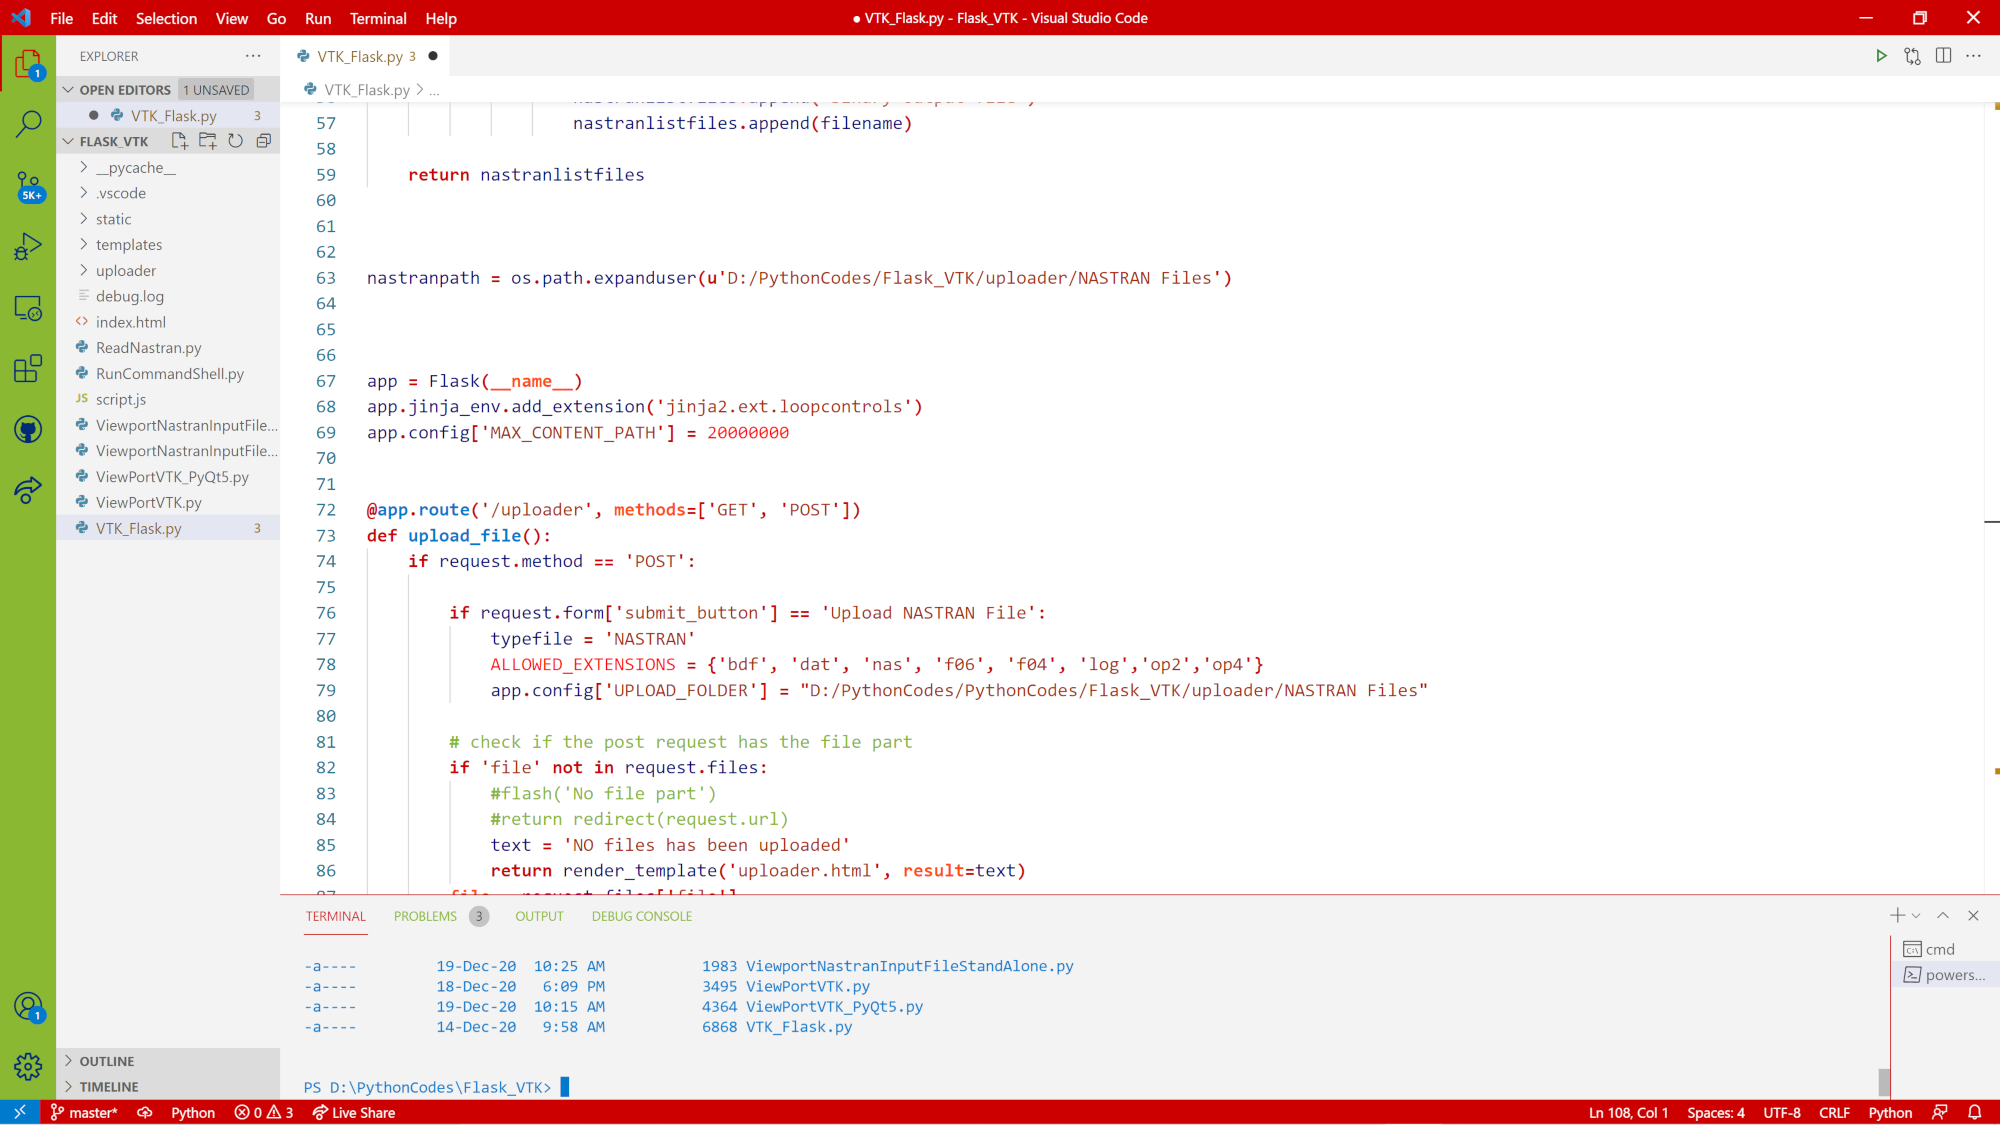 File Edit Selection View Go Run Terminal Help
● VTK_Flask.py - Flask_VTK - Visual Studio Code
EXPLORER ···
OPEN EDITORS 1 UNSAVED
● VTK_Flask.py 3
FLASK_VTK
__pycache__
.vscode
static
templates
uploader
debug.log
index.html
ReadNastran.py
RunCommandShell.py
JS script.js
ViewportNastranInputFile...
ViewportNastranInputFile...
ViewPortVTK_PyQt5.py
ViewPortVTK.py
VTK_Flask.py 3
OUTLINE
TIMELINE
1
5K+
1
VTK_Flask.py 3 ●
VTK_Flask.py > ...
57 nastranlistfiles.append(filename)
58
59 return nastranlistfiles
60
61
62
63 nastranpath = os.path.expanduser(u'D:/PythonCodes/Flask_VTK/uploader/NASTRAN Files')
64
65
66
67 app = Flask(__name__)
68 app.jinja_env.add_extension('jinja2.ext.loopcontrols')
69 app.config['MAX_CONTENT_PATH'] = 20000000
70
71
72 @app.route('/uploader', methods=['GET', 'POST'])
73 def upload_file():
74 if request.method == 'POST':
75
76 if request.form['submit_button'] == 'Upload NASTRAN File':
77 typefile = 'NASTRAN'
78 ALLOWED_EXTENSIONS = {'bdf', 'dat', 'nas', 'f06', 'f04', 'log','op2','op4'}
79 app.config['UPLOAD_FOLDER'] = "D:/PythonCodes/PythonCodes/Flask_VTK/uploader/NASTRAN Files"
80
81 # check if the post request has the file part
82 if 'file' not in request.files:
83 #flash('No file part')
84 #return redirect(request.url)
85 text = 'NO files has been uploaded'
86 return render_template('uploader.html', result=text)
TERMINAL PROBLEMS 3 OUTPUT DEBUG CONSOLE
-a---- 19-Dec-20 10:25 AM 1983 ViewportNastranInputFileStandAlone.py
-a---- 18-Dec-20 6:09 PM 3495 ViewPortVTK.py
-a---- 19-Dec-20 10:15 AM 4364 ViewPortVTK_PyQt5.py
-a---- 14-Dec-20 9:58 AM 6868 VTK_Flask.py
PS D:\PythonCodes\Flask_VTK>
cmd
powers...
master* Python 0 3 Live Share
Ln 108, Col 1 Spaces: 4 UTF-8 CRLF Python